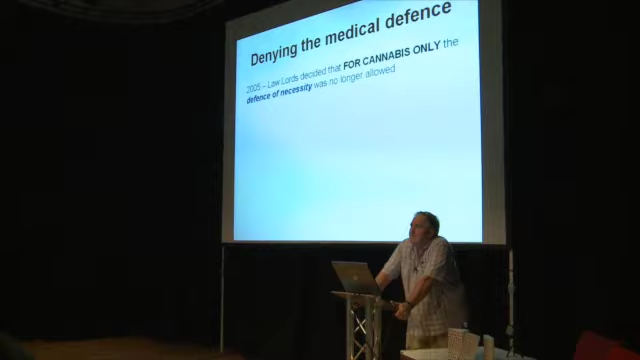 Denying the medical defence
2005 – Law Lords decided that FOR CANNABIS ONLY the
defence of necessity was no longer allowed